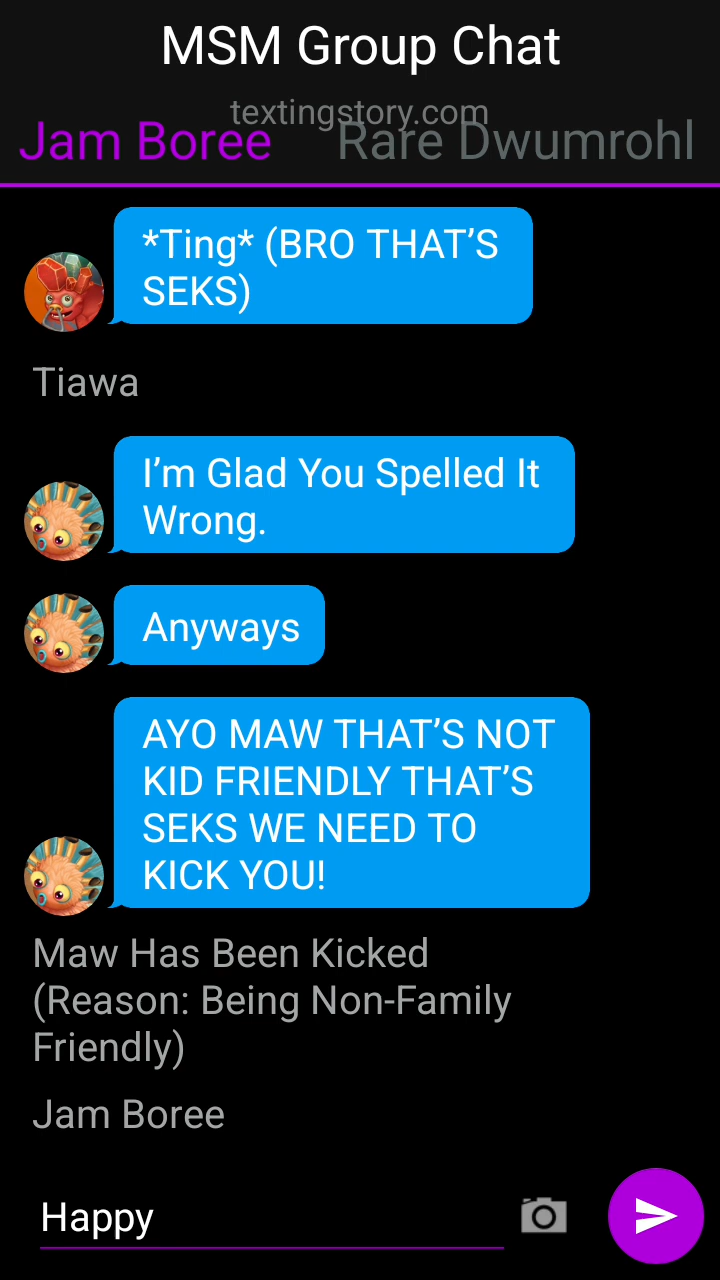 MSM Group Chat
textingstory.com
Jam Boree Rare Dwumrohl
*Ting* (BRO THAT’S
SEKS)
Tiawa
I’m Glad You Spelled It
Wrong.
Anyways
AYO MAW THAT’S NOT
KID FRIENDLY THAT’S
SEKS WE NEED TO
KICK YOU!
Maw Has Been Kicked
(Reason: Being Non-Family
Friendly)
Jam Boree
Happy